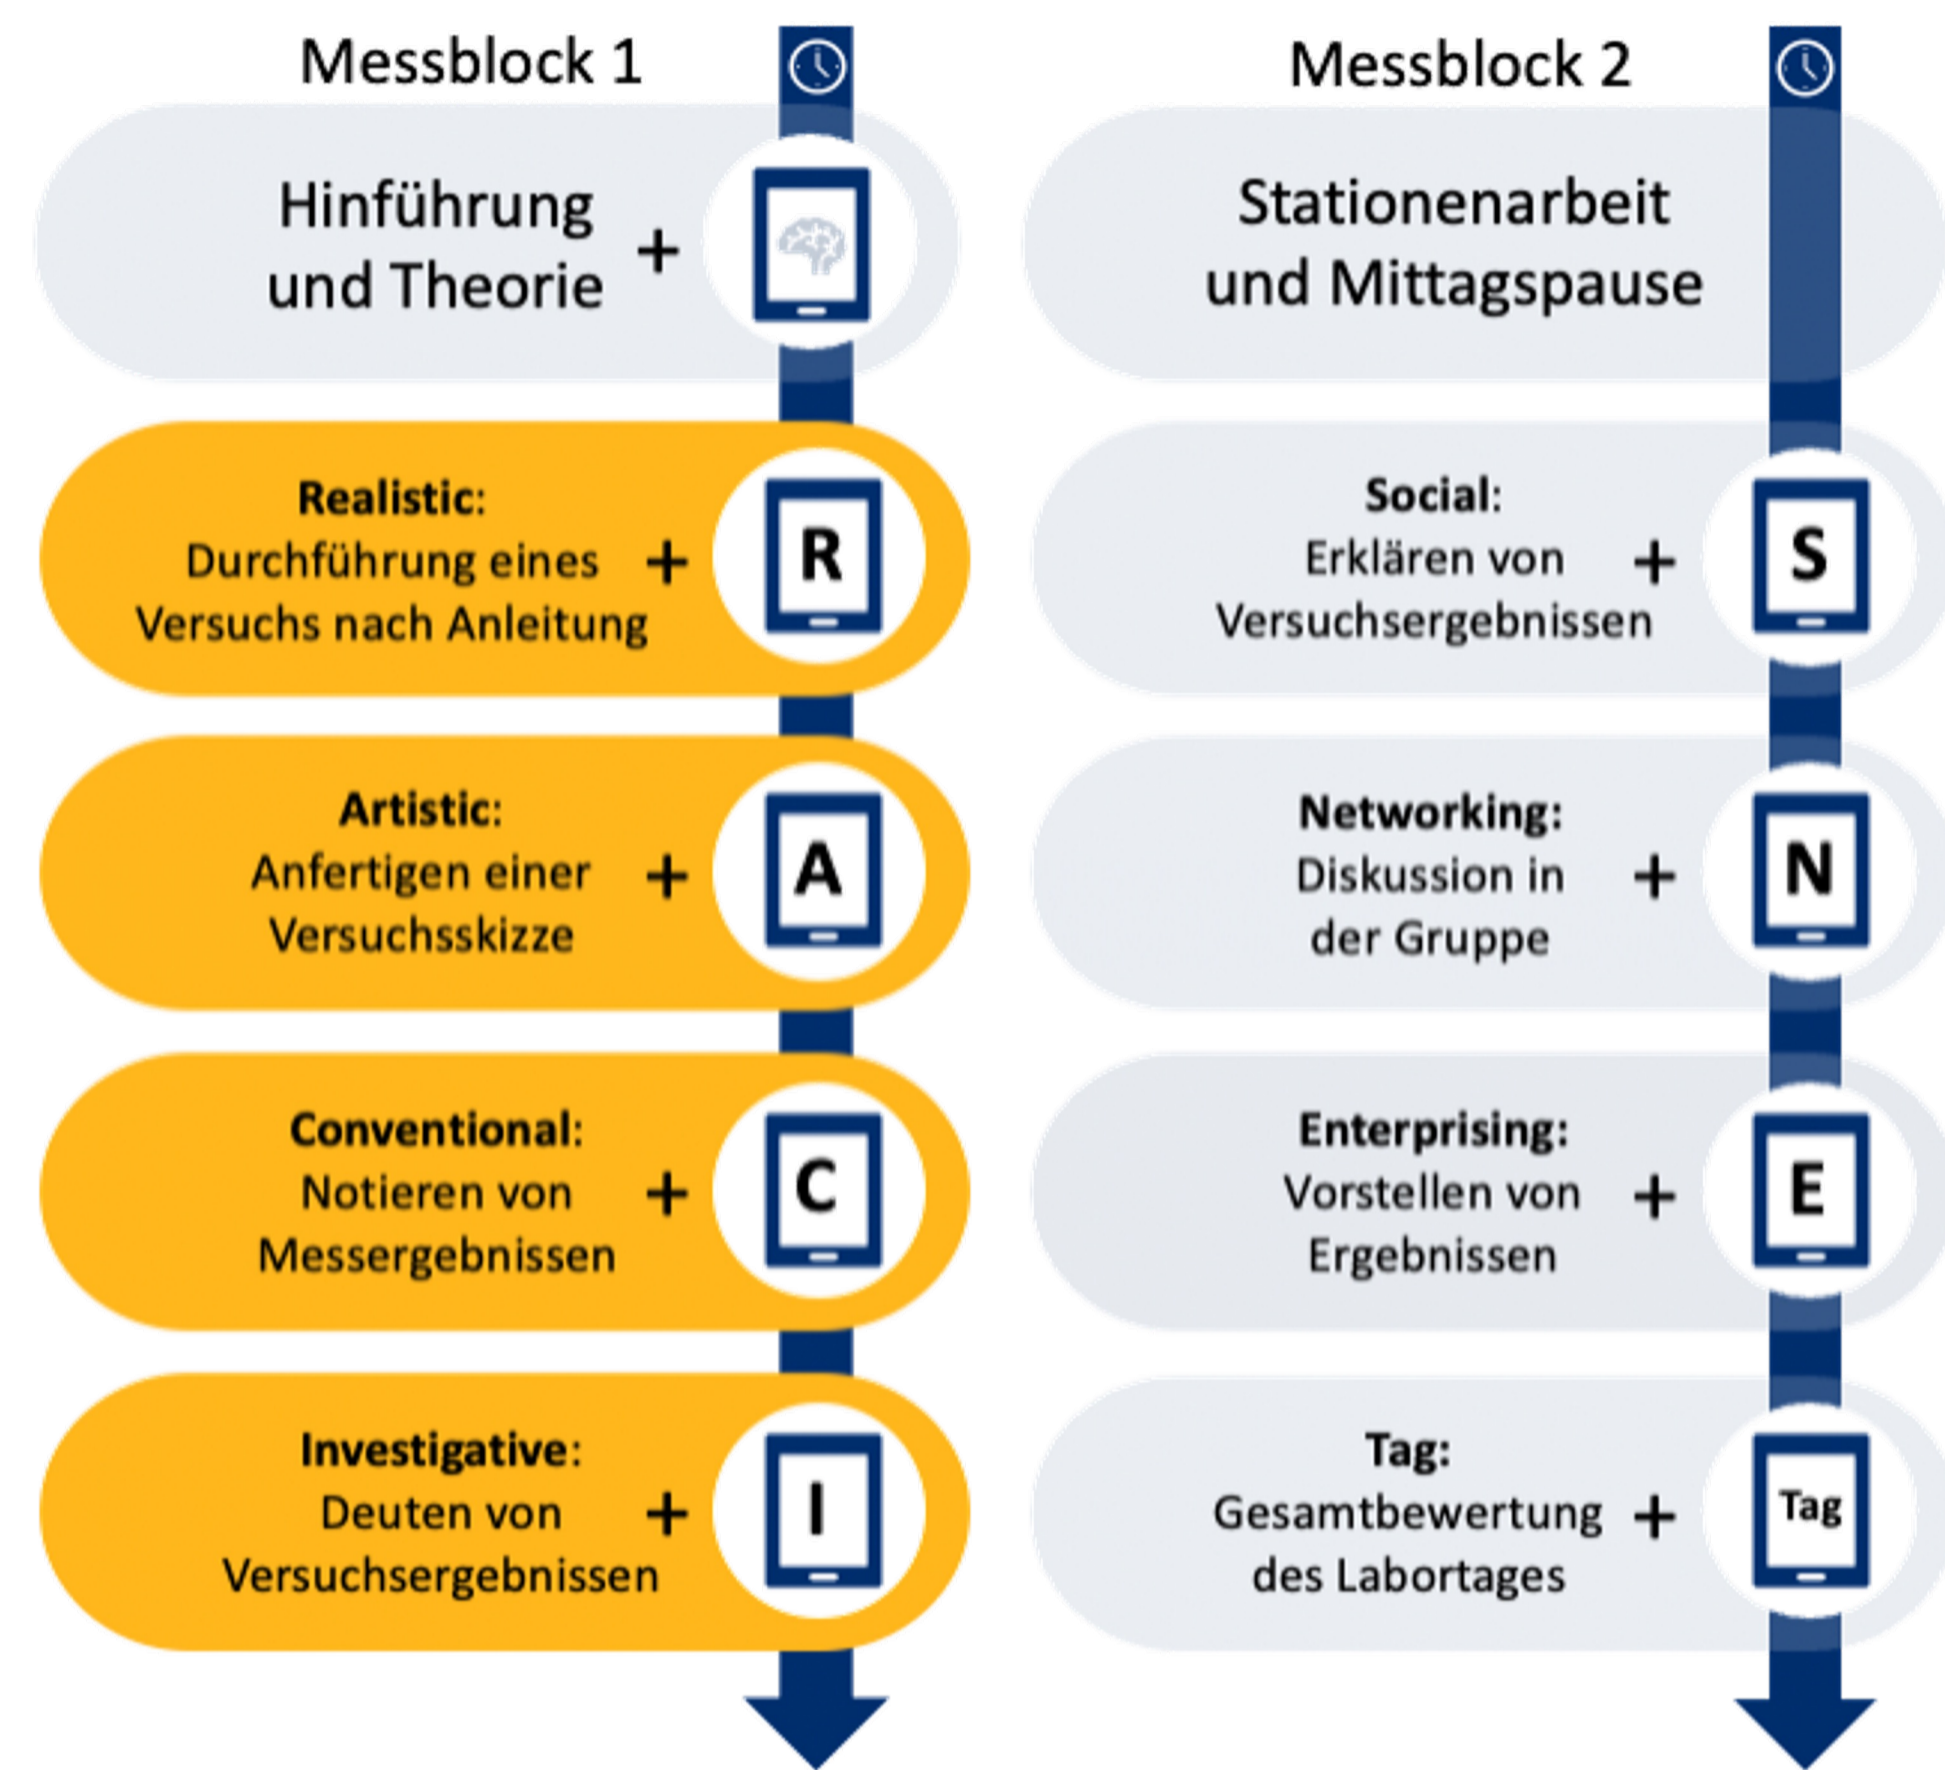 Messblock 1
Hinführung
und Theorie
+
Realistic:
Durchführung eines
Versuchs nach Anleitung
+
R
Artistic:
Anfertigen einer
Versuchsskizze
+
A
Conventional:
Notieren von
Messergebnissen
+
C
Investigative:
Deuten von
Versuchsergebnissen
+
I
Messblock 2
Stationenarbeit
und Mittagspause
Social:
Erklären von
Versuchsergebnissen
+
S
Networking:
Diskussion in
der Gruppe
+
N
Enterprising:
Vorstellen von
Ergebnissen
+
E
Tag:
Gesamtbewertung
des Labortages
+
Tag